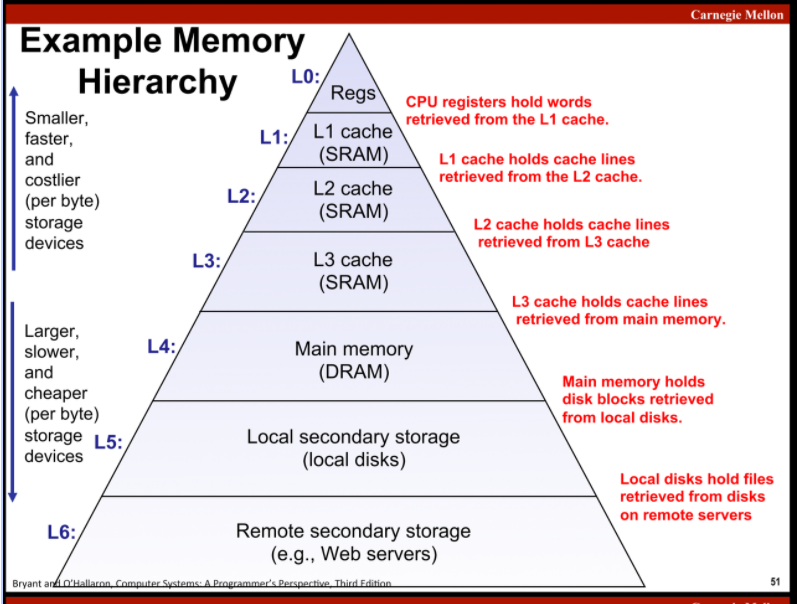 Carnegie Mellon
Example Memory
Hierarchy
L0:
Regs
CPU registers hold words
retrieved from the L1 cache.
Smaller,
faster,
and
costlier
(per byte)
storage
devices
L1:
L1 cache
(SRAM)
L1 cache holds cache lines
retrieved from the L2 cache.
L2:
L2 cache
(SRAM)
L2 cache holds cache lines
retrieved from L3 cache
L3:
L3 cache
(SRAM)
L3 cache holds cache lines
retrieved from main memory.
Larger,
slower,
and
cheaper
(per byte)
storage
devices
L4:
Main memory
(DRAM)
Main memory holds
disk blocks retrieved
from local disks.
L5:
Local secondary storage
(local disks)
Local disks hold files
retrieved from disks
on remote servers
L6:
Remote secondary storage
(e.g., Web servers)
Bryant and O'Hallaron, Computer Systems: A Programmer's Perspective, Third Edition
51